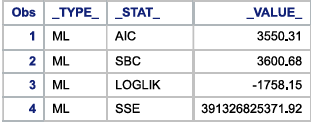 Obs _TYPE_ _STAT_ _VALUE_
1 ML AIC 3550.31
2 ML SBC 3600.68
3 ML LOGLIK -1758.15
4 ML SSE 391326825371.92